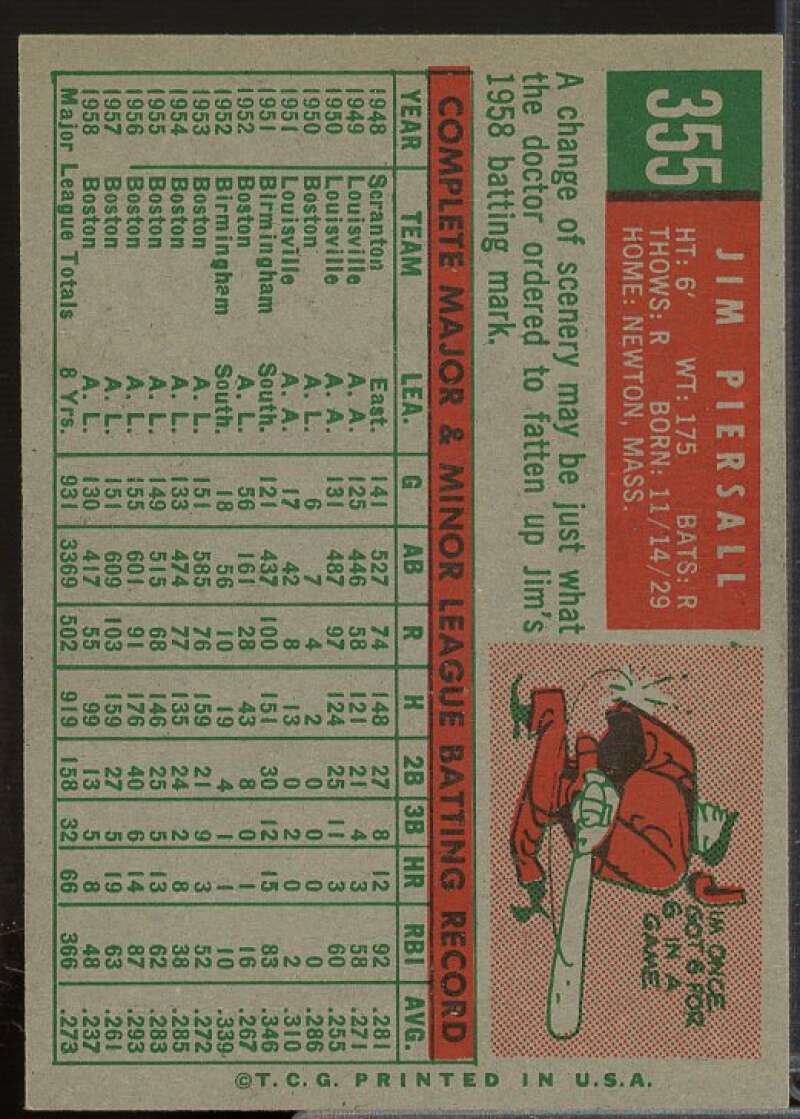 355
JIM PIERSALL
HT: 6' WT: 175 BATS: R
THOWS: R BORN: 11/14/29
HOME: NEWTON, MASS.
A change of scenery may be just what
the doctor ordered to fatten up Jim's
1958 batting mark.
JIM ONCE
GOT 6 FOR
6 IN A
GAME
COMPLETE MAJOR & MINOR LEAGUE BATTING RECORD
YEAR TEAM LEA. G AB R H 2B 3B HR RBI AVG.
1948 Scranton East. 141 527 74 148 27 8 12 92 .281
1949 Louisville A. A. 125 446 58 121 21 4 3 58 .271
1950 Louisville A. A. 131 487 97 124 25 11 3 60 .255
1950 Boston A. L. 6 7 4 2 0 0 0 0 .286
1951 Louisville A. A. 17 42 8 13 0 2 0 2 .310
1951 Birmingham South. 121 437 100 151 30 12 15 83 .346
1952 Boston A. L. 56 161 28 43 8 0 1 16 .267
1952 Birmingham South. 18 56 10 19 4 1 1 10 .339
1953 Boston A. L. 151 585 76 159 21 9 3 52 .272
1954 Boston A. L. 133 474 77 135 24 2 8 38 .285
1955 Boston A. L. 149 515 68 146 25 5 13 62 .283
1956 Boston A. L. 155 601 91 176 40 6 14 87 .293
1957 Boston A. L. 151 609 103 159 27 5 19 63 .261
1958 Boston A. L. 130 417 55 99 13 5 8 48 .237
Major League Totals 8 Yrs. 931 3369 502 919 158 32 66 366 .273
©T.C.G. PRINTED IN U.S.A.